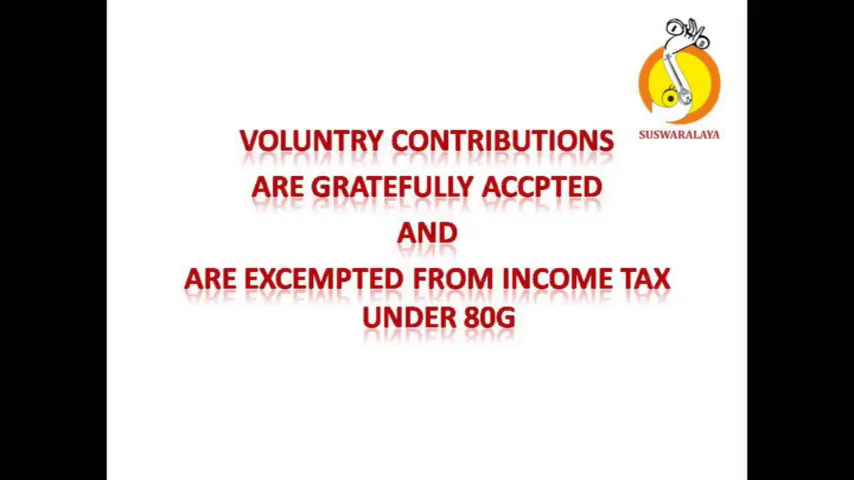 SUSWARALAYA
VOLUNTRY CONTRIBUTIONS
ARE GRATEFULLY ACCPTED
AND
ARE EXCEMPTED FROM INCOME TAX
UNDER 80G